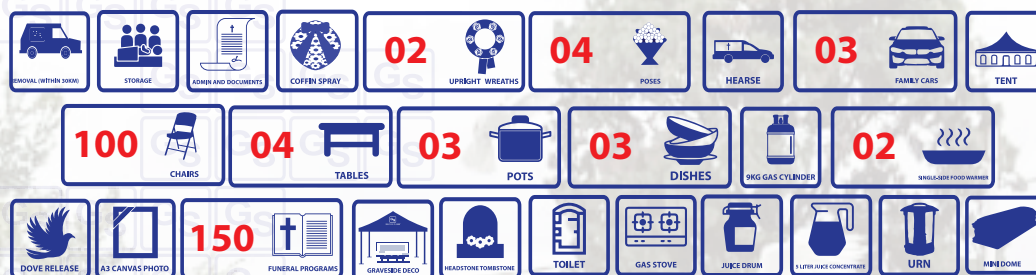 REMOVAL (WITHIN 30KM)
STORAGE
ADMIN AND DOCUMENTS
COFFIN SPRAY
02 UPRIGHT WREATHS
04 POSES
HEARSE
03 FAMILY CARS
TENT
100 CHAIRS
04 TABLES
03 POTS
03 DISHES
9KG GAS CYLINDER
02 SINGLE-SIDE FOOD WARMER
DOVE RELEASE
A3 CANVAS PHOTO
150 FUNERAL PROGRAMS
GRAVESIDE DECO
HEADSTONE TOMBSTONE
TOILET
GAS STOVE
JUICE DRUM
5 LITER JUICE CONCENTRATE
URN
MINI DOME